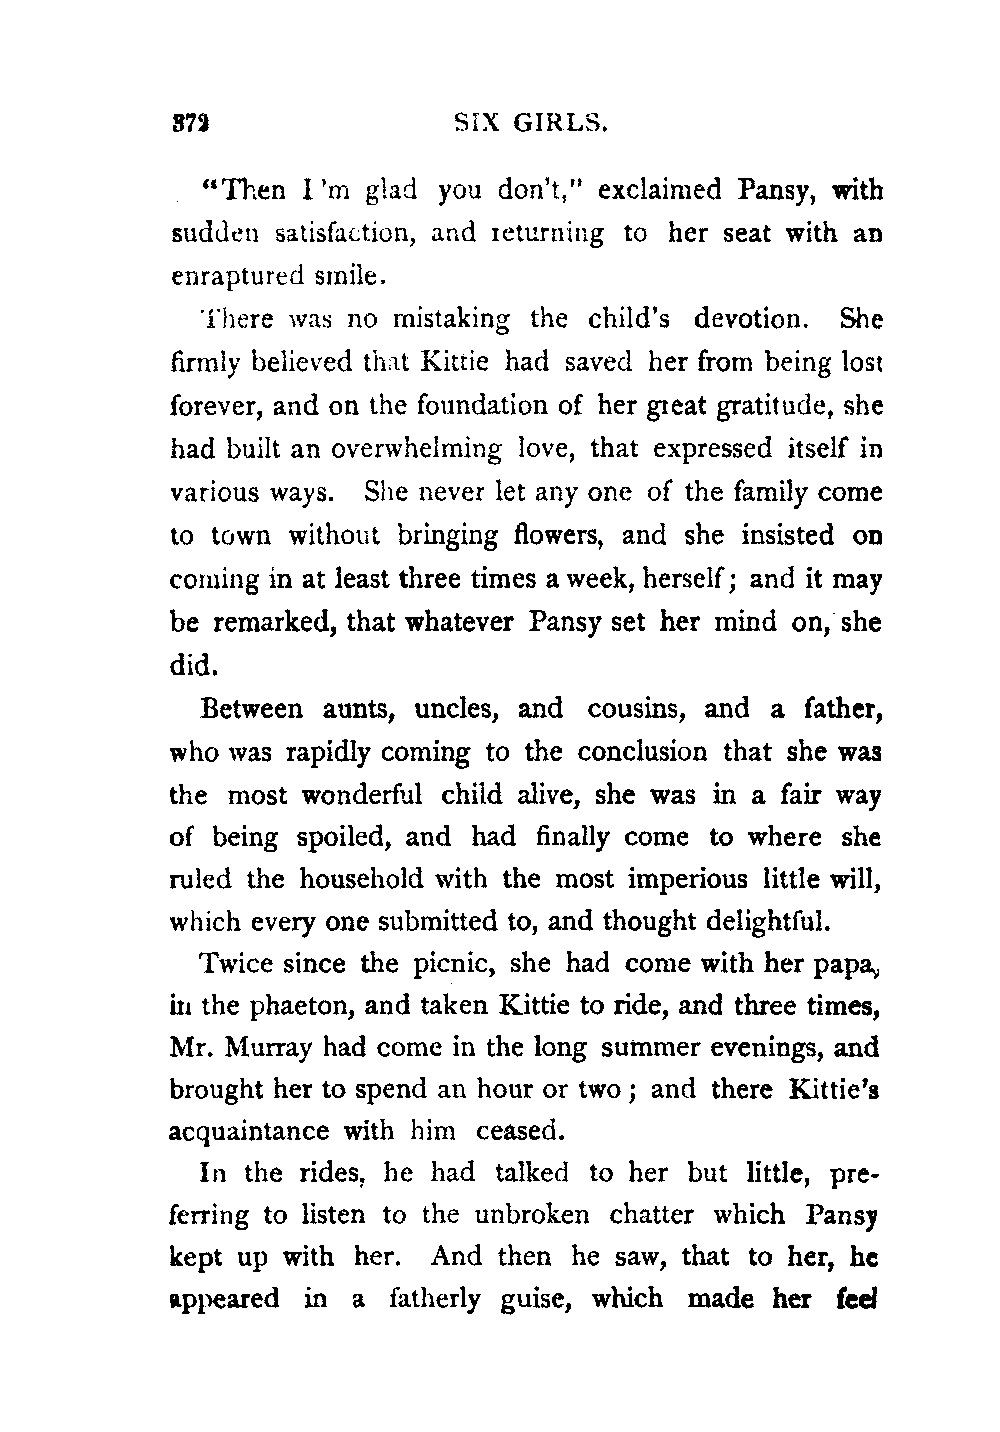 372 SIX GIRLS.
"Then I 'm glad you don't," exclaimed Pansy, with
sudden satisfaction, and returning to her seat with an
enraptured smile.
There was no mistaking the child's devotion. She
firmly believed that Kittie had saved her from being lost
forever, and on the foundation of her great gratitude, she
had built an overwhelming love, that expressed itself in
various ways. She never let any one of the family come
to town without bringing flowers, and she insisted on
coming in at least three times a week, herself; and it may
be remarked, that whatever Pansy set her mind on, she
did.
Between aunts, uncles, and cousins, and a father,
who was rapidly coming to the conclusion that she was
the most wonderful child alive, she was in a fair way
of being spoiled, and had finally come to where she
ruled the household with the most imperious little will,
which every one submitted to, and thought delightful.
Twice since the picnic, she had come with her papa,
in the phaeton, and taken Kittie to ride, and three times,
Mr. Murray had come in the long summer evenings, and
brought her to spend an hour or two; and there Kittie's
acquaintance with him ceased.
In the rides, he had talked to her but little, pre-
ferring to listen to the unbroken chatter which Pansy
kept up with her. And then he saw, that to her, he
appeared in a fatherly guise, which made her feel